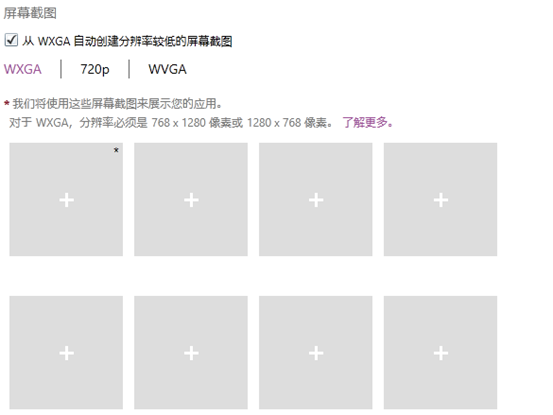 屏幕截图
从 WXGA 自动创建分辨率较低的屏幕截图
WXGA | 720p | WVGA
* 我们将使用这些屏幕截图来展示您的应用。
对于 WXGA，分辨率必须是 768 x 1280 像素或 1280 x 768 像素。 了解更多。
*